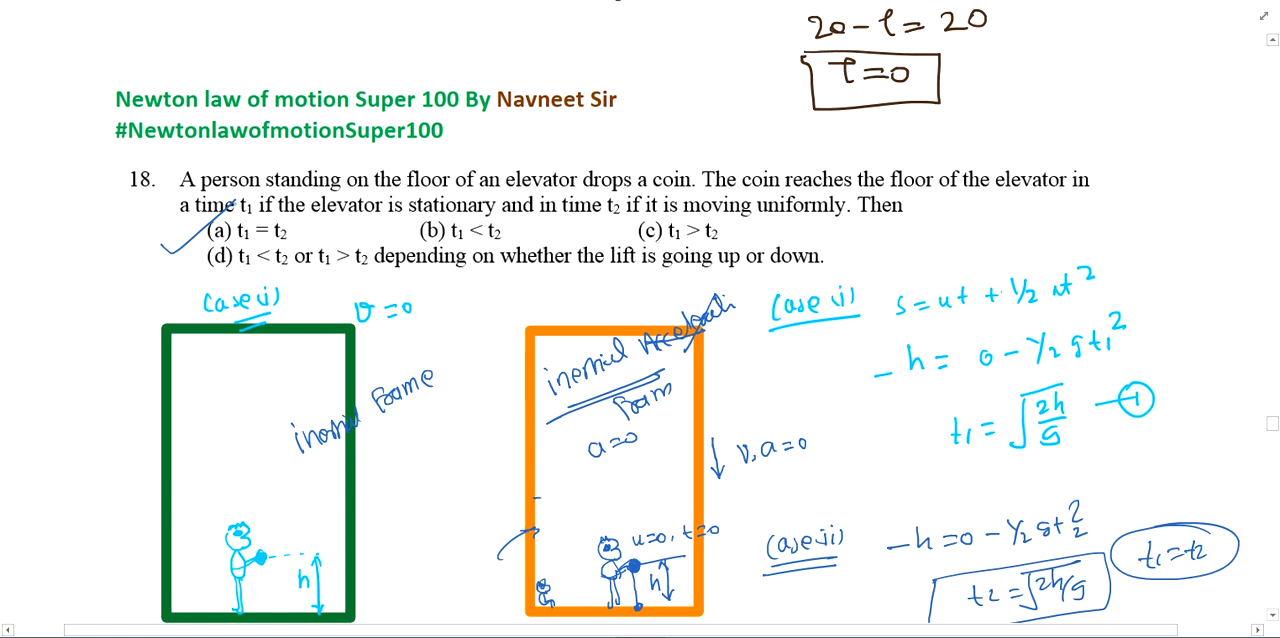 20 - t = 20
t = 0
Newton law of motion Super 100 By Navneet Sir
#NewtonlawofmotionSuper100
18. A person standing on the floor of an elevator drops a coin. The coin reaches the floor of the elevator in
a time t₁ if the elevator is stationary and in time t₂ if it is moving uniformly. Then
(a) t₁ = t₂ (b) t₁ < t₂ (c) t₁ > t₂
(d) t₁ < t₂ or t₁ > t₂ depending on whether the lift is going up or down.
Case i)
v = 0
inertial Frame
h
inertial
Fram
a=0
v, a=0
u=0, t=0
h
Case i)
s = ut + ½ at²
-h = 0 - ½ gt₁²
t₁ = √2h/g — 1
Case ii)
-h = 0 - ½ gt₂²
t₂ = √2h/g
t₁ = t₂